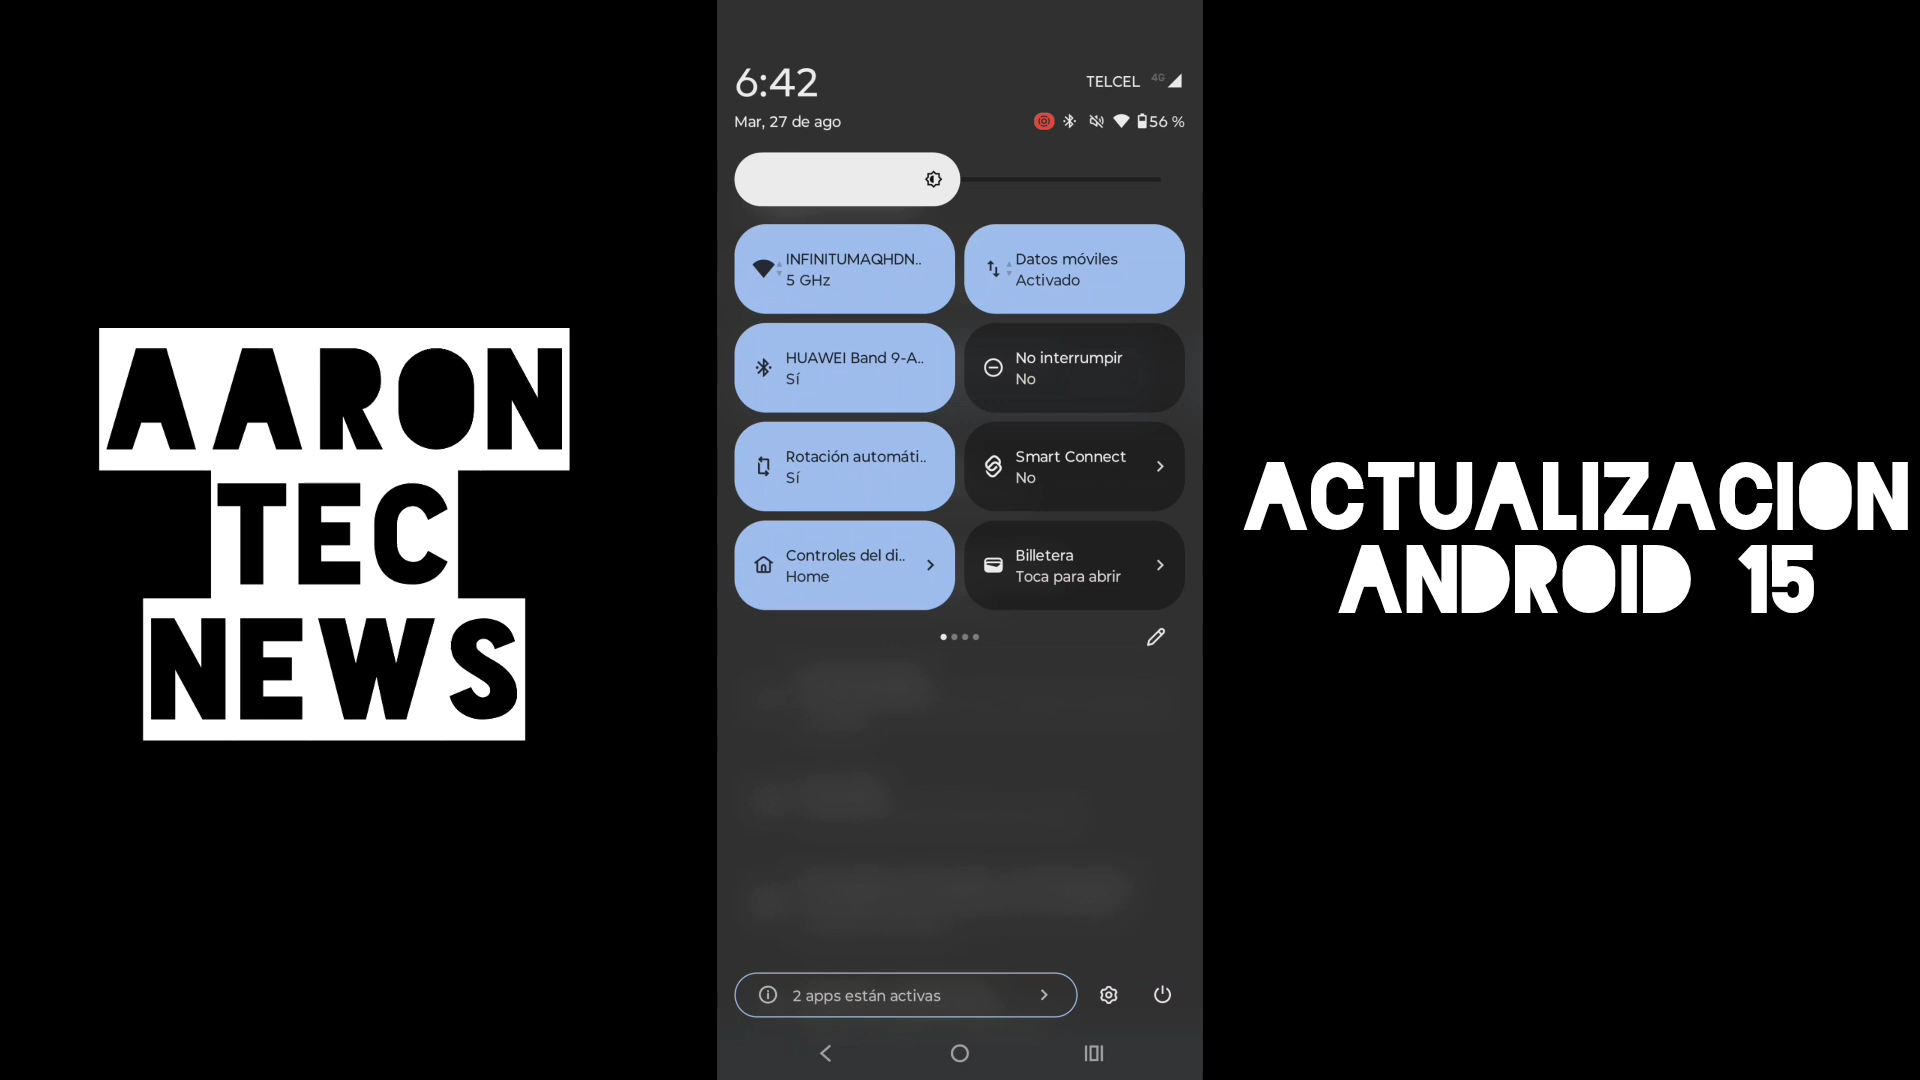 AARON
TEC
NEWS
6:42
TELCEL 4G
Mar, 27 de ago
56 %
INFINITUMAQHDN..
5 GHz
Datos móviles
Activado
HUAWEI Band 9-A..
Sí
No interrumpir
No
Rotación automáti..
Sí
Smart Connect
No
Controles del di..
Home
Billetera
Toca para abrir
2 apps están activas
ACTUALIZACION
ANDROID 15